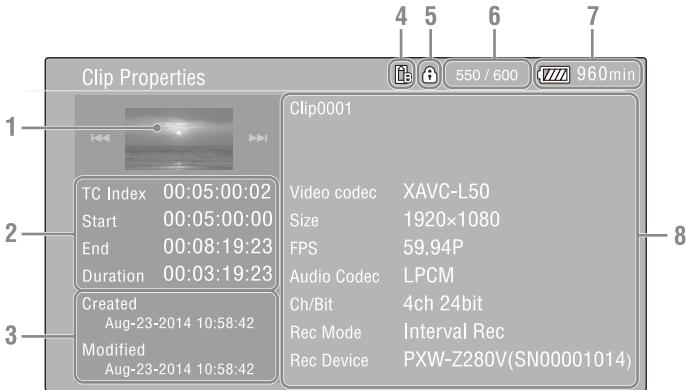 4 5 6 7
Clip Properties B 550 / 600 960min
1
Clip0001
2
TC Index 00:05:00:02
Start 00:05:00:00
End 00:08:19:23
Duration 00:03:19:23
3
Created
Aug-23-2014 10:58:42
Modified
Aug-23-2014 10:58:42
Video codec XAVC-L50
Size 1920×1080
FPS 59.94P
Audio Codec LPCM
Ch/Bit 4ch 24bit
Rec Mode Interval Rec
Rec Device PXW-Z280V(SN00001014)
8